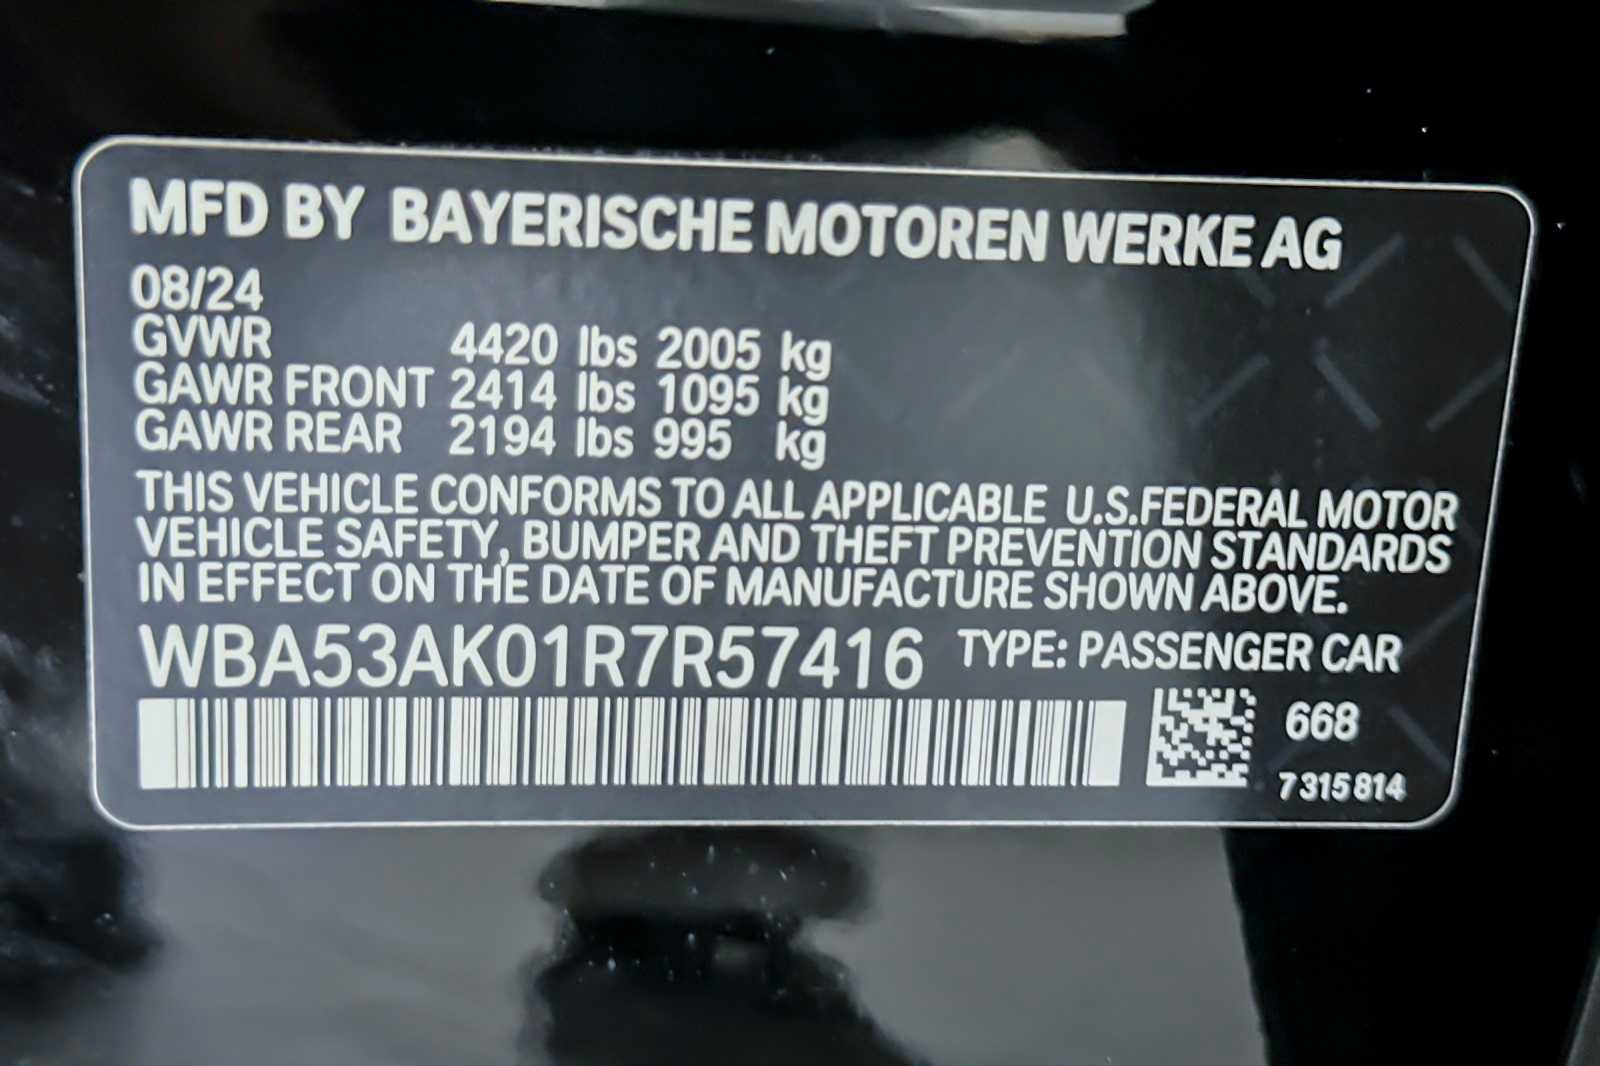 MFD BY BAYERISCHE MOTOREN WERKE AG
08/24
GVWR 4420 lbs 2005 kg
GAWR FRONT 2414 lbs 1095 kg
GAWR REAR 2194 lbs 995 kg
THIS VEHICLE CONFORMS TO ALL APPLICABLE U.S.FEDERAL MOTOR
VEHICLE SAFETY, BUMPER AND THEFT PREVENTION STANDARDS
IN EFFECT ON THE DATE OF MANUFACTURE SHOWN ABOVE.
WBA53AK01R7R57416 TYPE: PASSENGER CAR
668
7315814